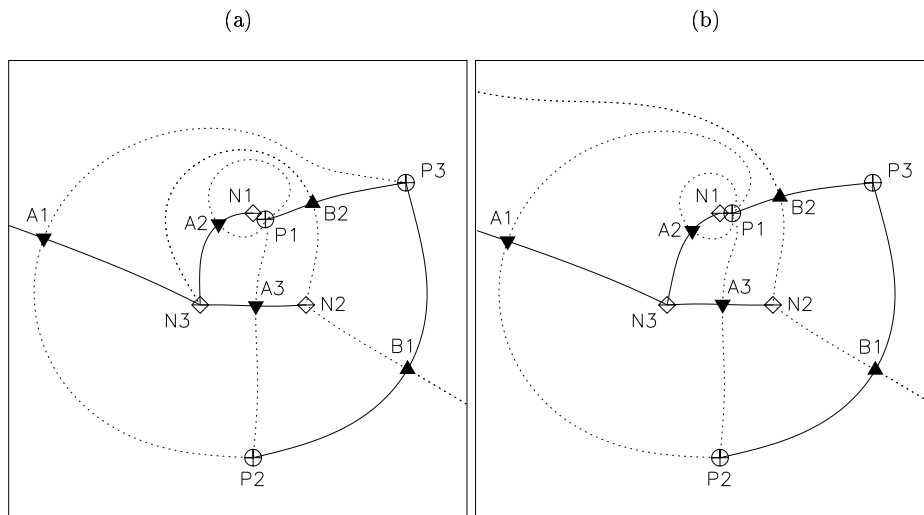 (a) (b)
P3 P3
N1 N1
A1 A2 B2 A1 A2 B2
P1 P1
A3 A3
N3 N2 N3 N2
B1 B1
P2 P2